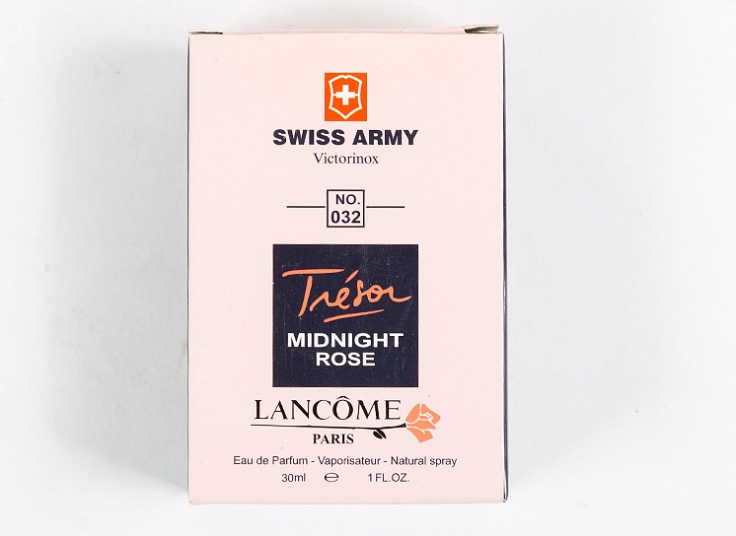 SWISS ARMY
Victorinox
NO.
032
Trésor
MIDNIGHT
ROSE
LANCÔME
PARIS
Eau de Parfum - Vaporisateur - Natural spray
30ml ℮ 1 FL.OZ.